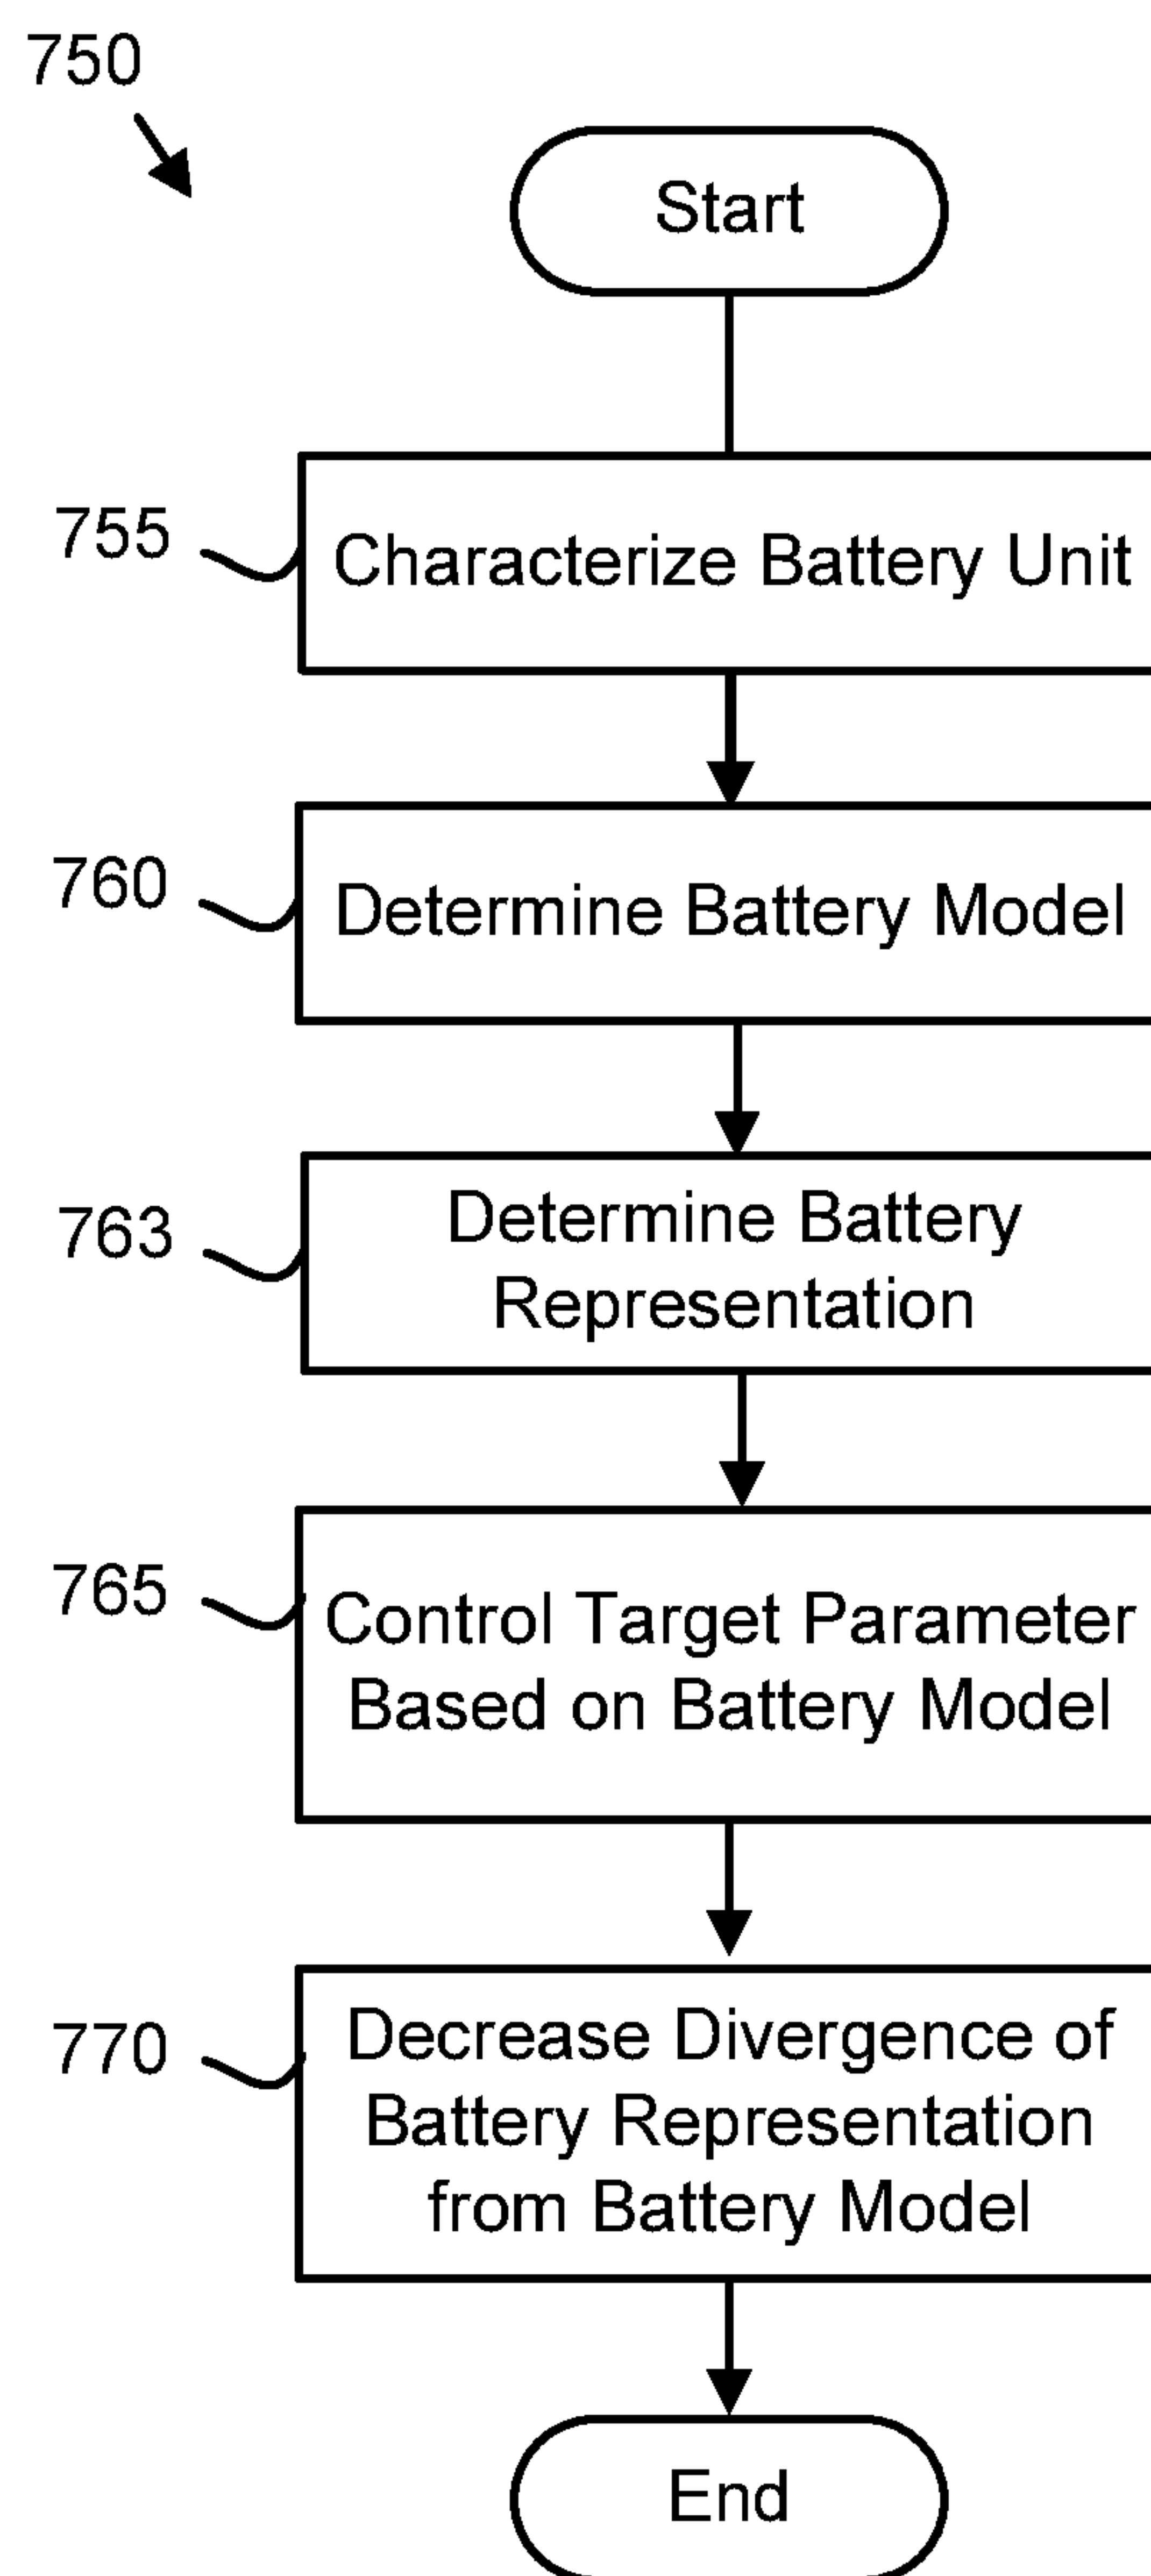 750
Start
755
Characterize Battery Unit
760
Determine Battery Model
763
Determine Battery
Representation
765
Control Target Parameter
Based on Battery Model
770
Decrease Divergence of
Battery Representation
from Battery Model
End